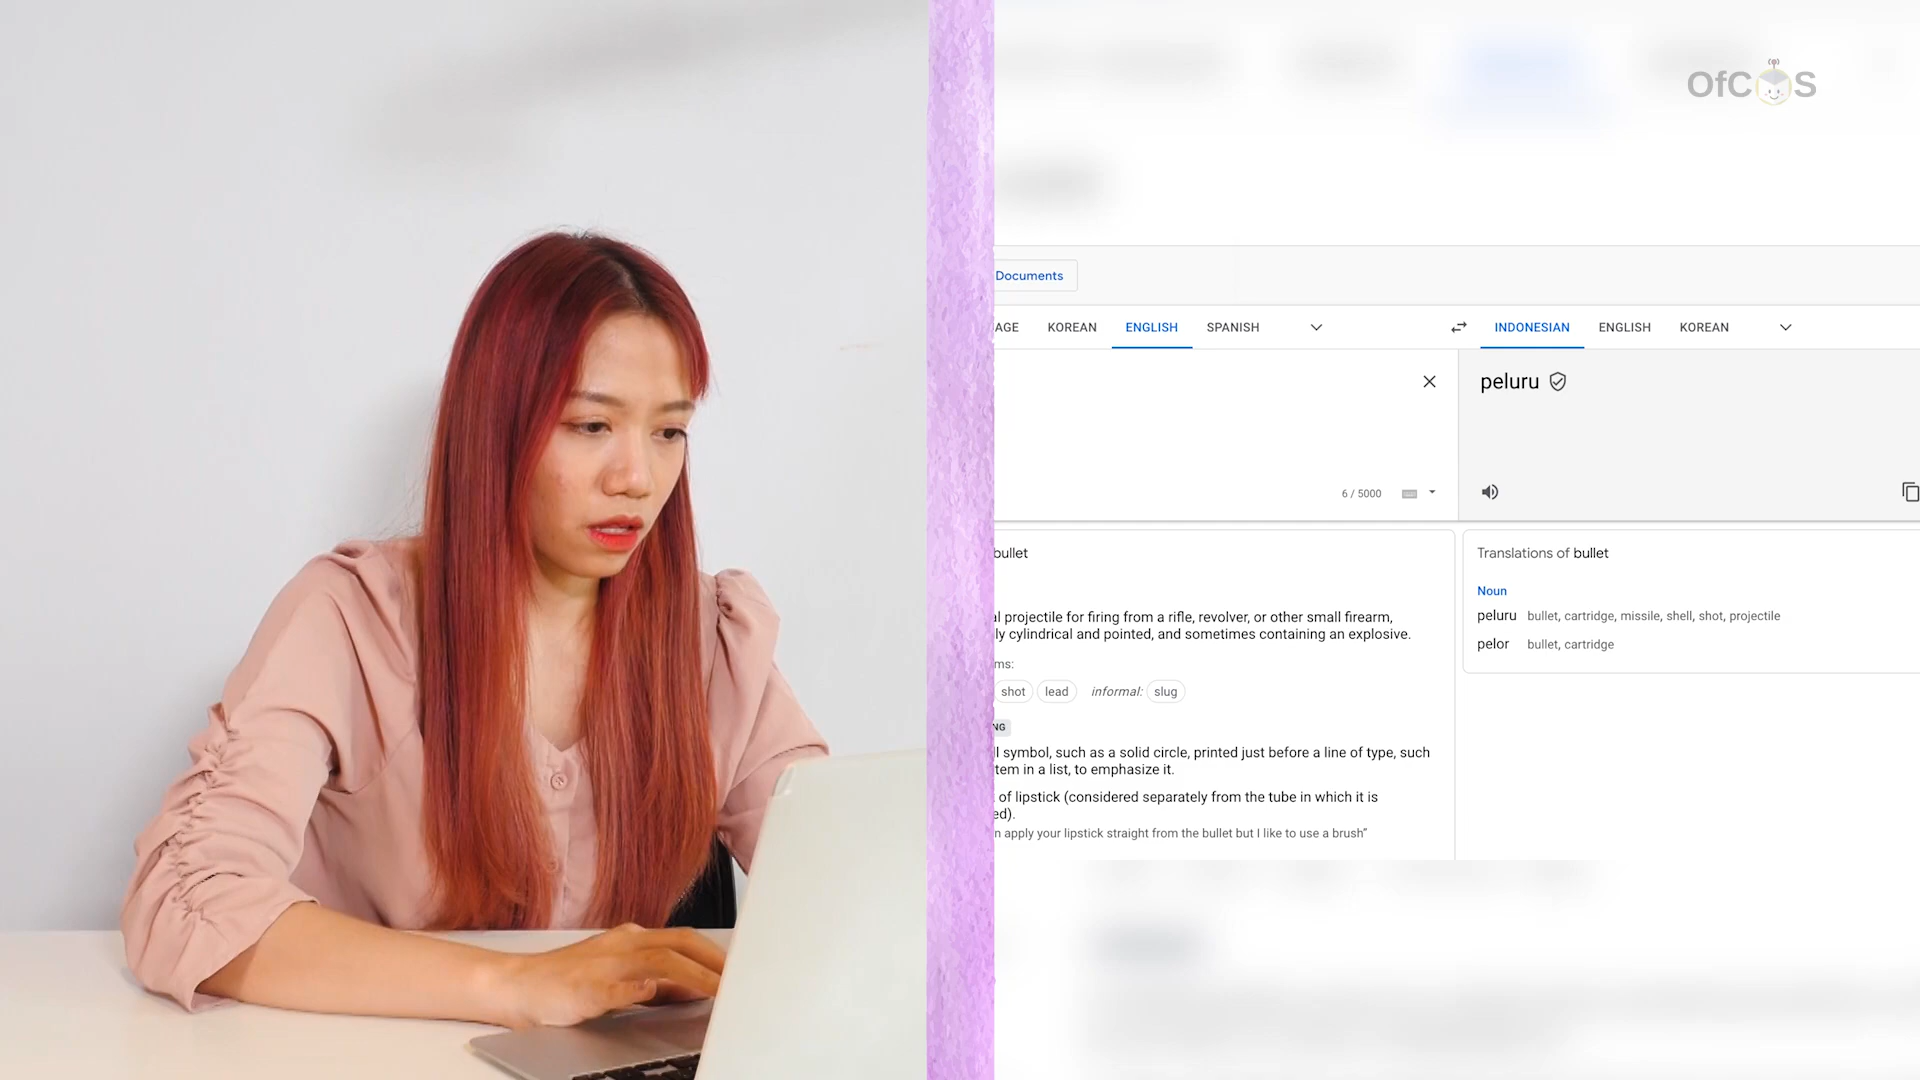 OfC S
Documents
AGE KOREAN ENGLISH SPANISH INDONESIAN ENGLISH KOREAN
peluru
6 / 5000
bullet
al projectile for firing from a rifle, revolver, or other small firearm,
ly cylindrical and pointed, and sometimes containing an explosive.
ms:
shot lead informal: slug
NG
ll symbol, such as a solid circle, printed just before a line of type, such
tem in a list, to emphasize it.
of lipstick (considered separately from the tube in which it is
ed).
n apply your lipstick straight from the bullet but I like to use a brush"
Translations of bullet
Noun
peluru bullet, cartridge, missile, shell, shot, projectile
pelor bullet, cartridge